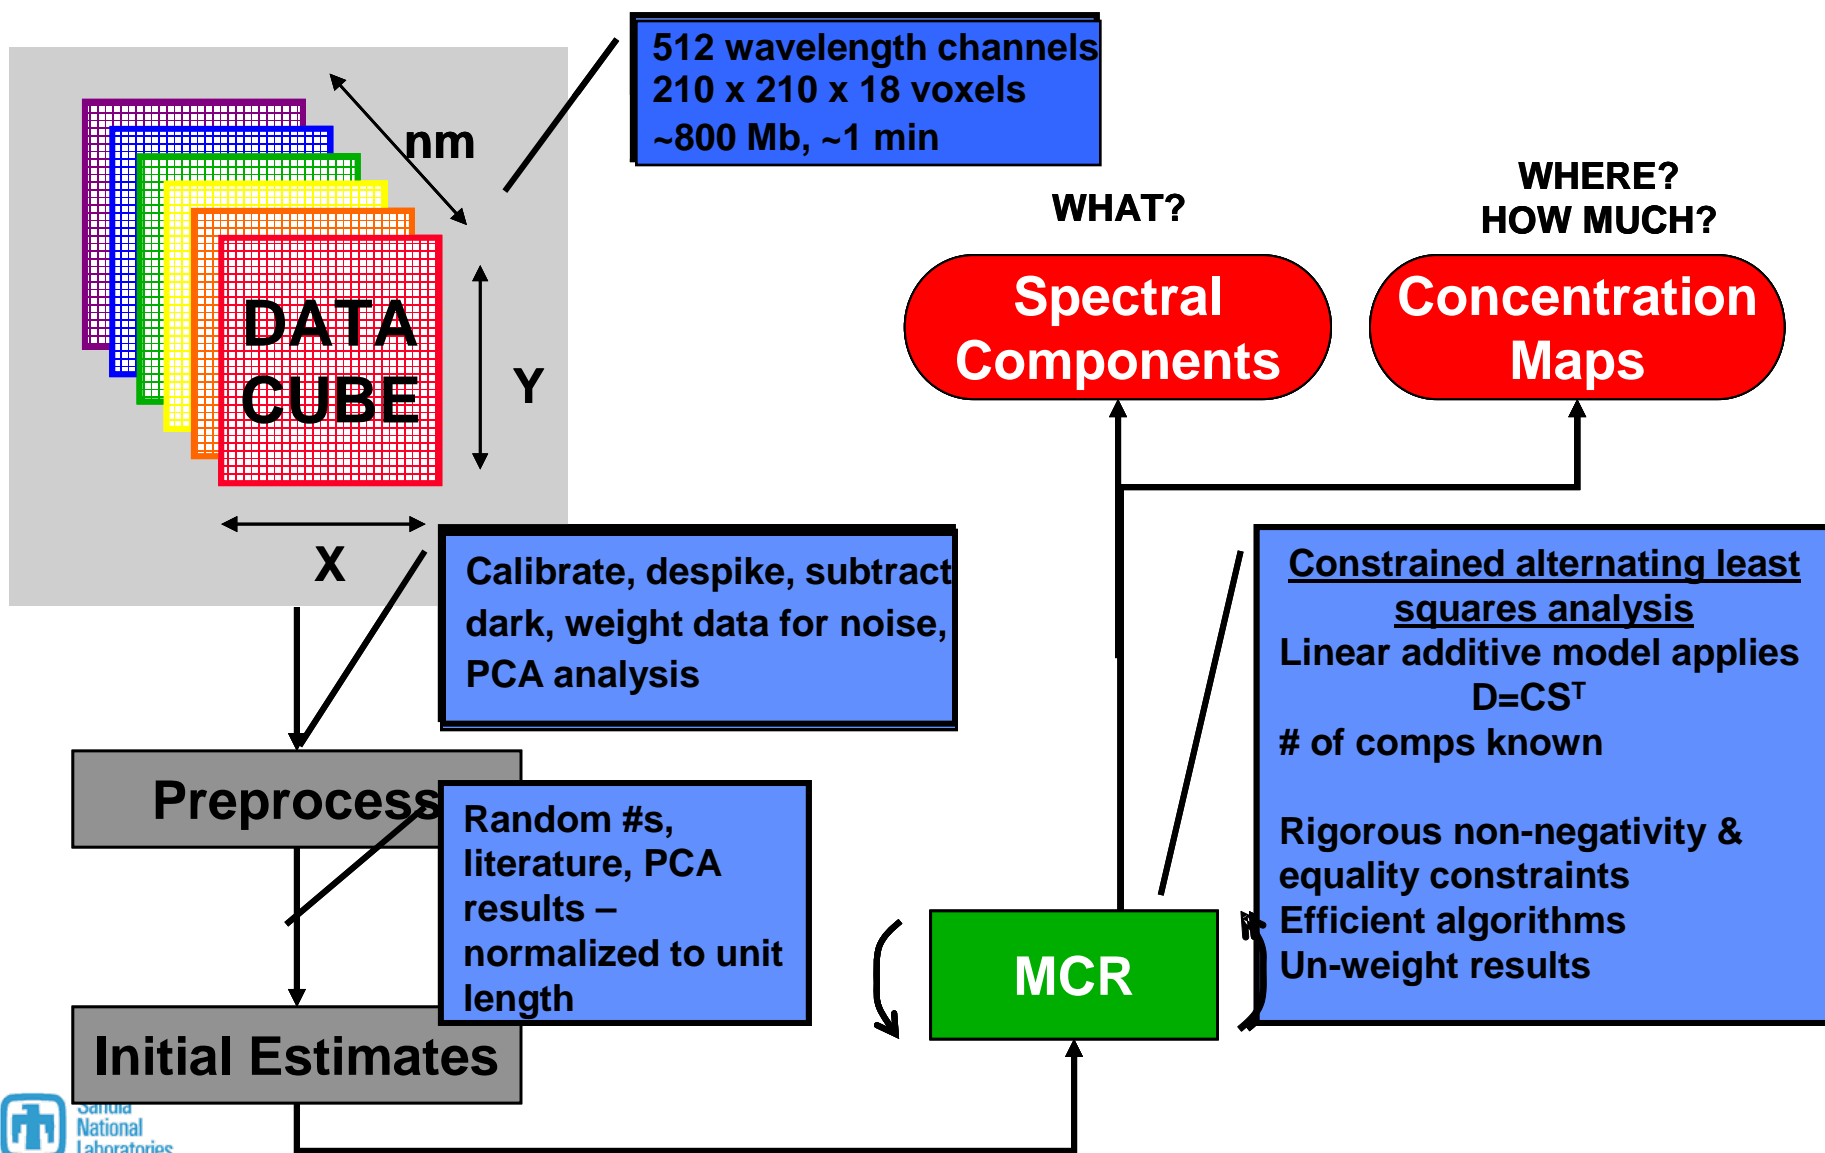 512 wavelength channels
210 x 210 x 18 voxels
~800 Mb, ~1 min
nm
DATA
CUBE
Y
X
WHAT?
WHERE?
HOW MUCH?
Spectral
Components
Concentration
Maps
Calibrate, despike, subtract
dark, weight data for noise,
PCA analysis
Preprocess
Random #s,
literature, PCA
results –
normalized to unit
length
Initial Estimates
MCR
Constrained alternating least
squares analysis
Linear additive model applies
D=CSᵀ
# of comps known
Rigorous non-negativity &
equality constraints
Efficient algorithms
Un-weight results
Sandia
National
Laboratories